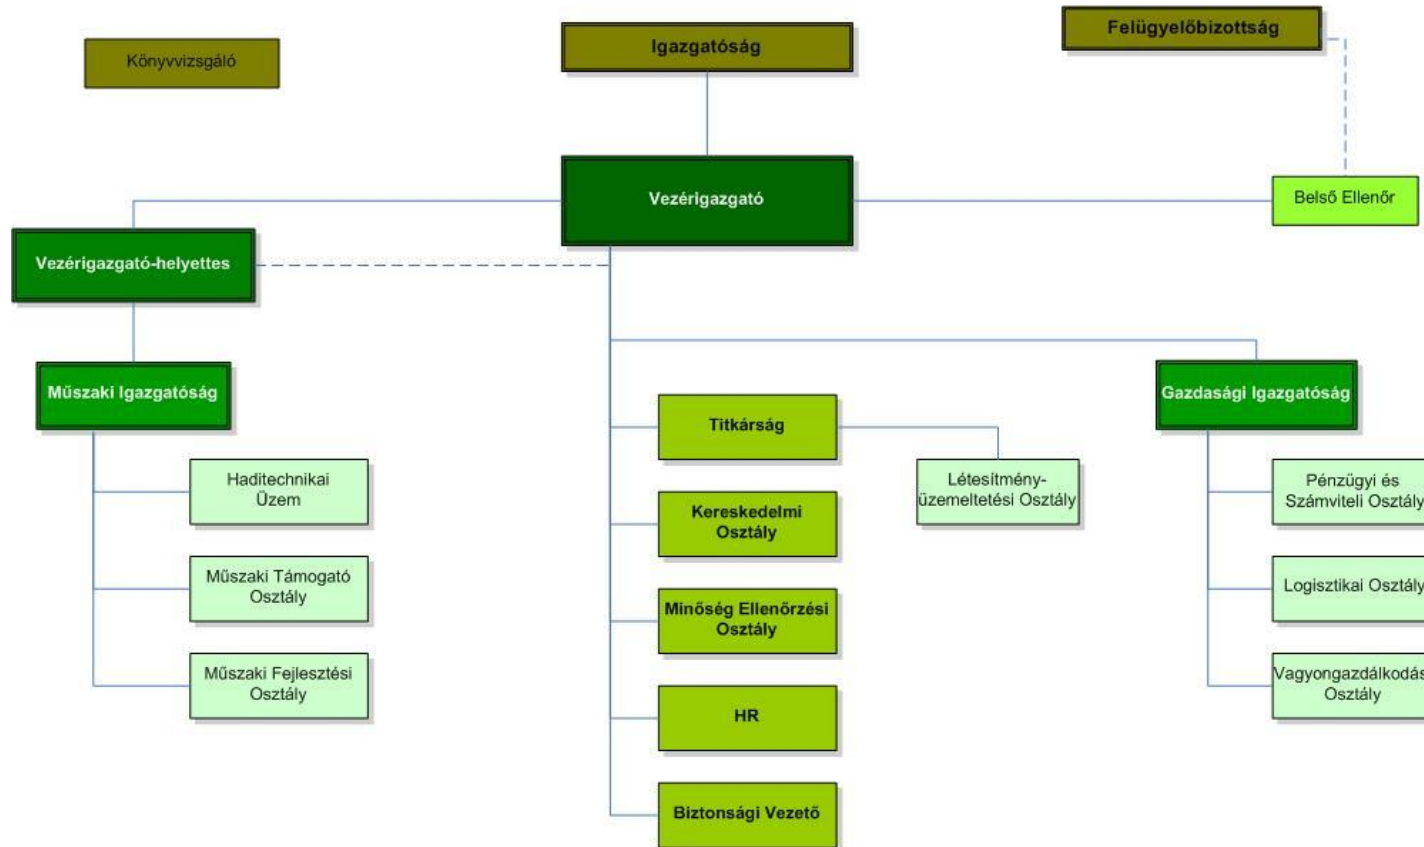 Könyvvizsgáló
Igazgatóság
Felügyelőbizottság
Vezérigazgató
Belső Ellenőr
Vezérigazgató-helyettes
Műszaki Igazgatóság
Gazdasági Igazgatóság
Haditechnikai
Üzem
Műszaki Támogató
Osztály
Műszaki Fejlesztési
Osztály
Titkárság
Létesítmény-
üzemeltetési Osztály
Kereskedelmi
Osztály
Minőség Ellenőrzési
Osztály
HR
Biztonsági Vezető
Pénzügyi és
Számviteli Osztály
Logisztikai Osztály
Vagyongazdálkodás
Osztály